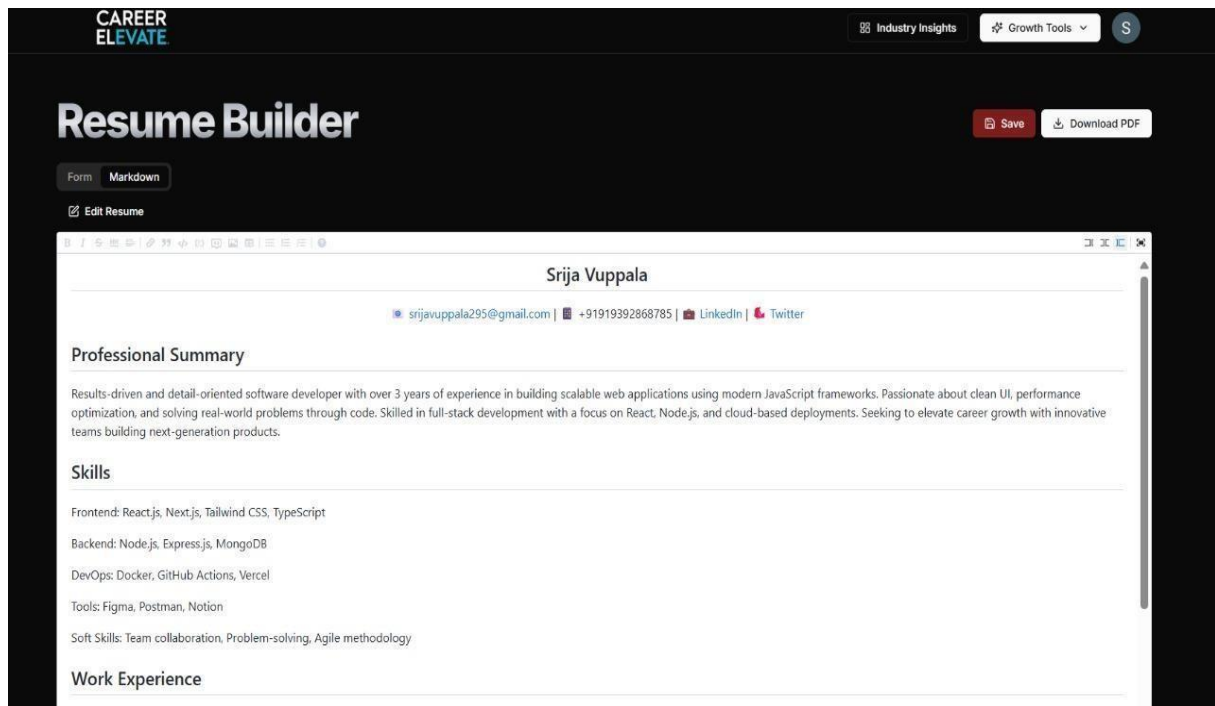 CAREER
ELEVATE
Industry Insights
Growth Tools
S
Resume Builder
Save
Download PDF
Form Markdown
Edit Resume
Srija Vuppala
srijavuppala295@gmail.com | +91919392868785 | LinkedIn | Twitter
Professional Summary
Results-driven and detail-oriented software developer with over 3 years of experience in building scalable web applications using modern JavaScript frameworks. Passionate about clean UI, performance
optimization, and solving real-world problems through code. Skilled in full-stack development with a focus on React, Node.js, and cloud-based deployments. Seeking to elevate career growth with innovative
teams building next-generation products.
Skills
Frontend: React.js, Next.js, Tailwind CSS, TypeScript
Backend: Node.js, Express.js, MongoDB
DevOps: Docker, GitHub Actions, Vercel
Tools: Figma, Postman, Notion
Soft Skills: Team collaboration, Problem-solving, Agile methodology
Work Experience